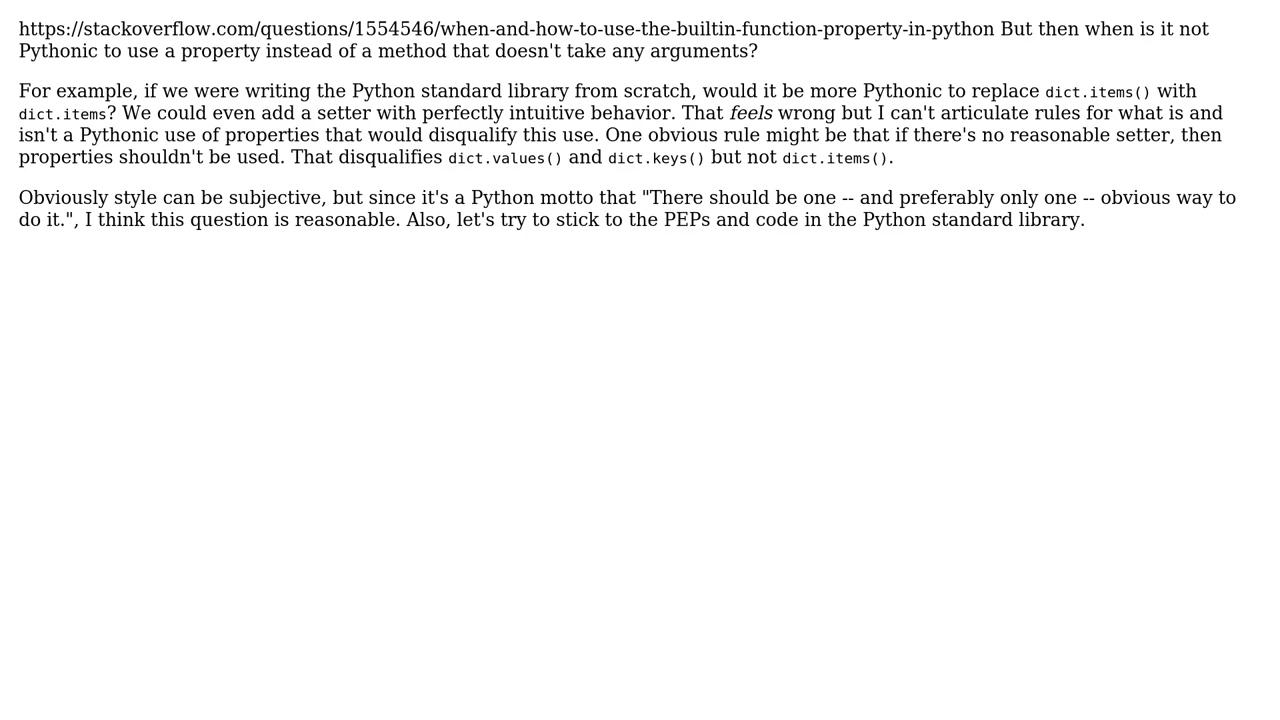 https://stackoverflow.com/questions/1554546/when-and-how-to-use-the-builtin-function-property-in-python But then when is it not
Pythonic to use a property instead of a method that doesn't take any arguments?
For example, if we were writing the Python standard library from scratch, would it be more Pythonic to replace dict.items() with
dict.items? We could even add a setter with perfectly intuitive behavior. That feels wrong but I can't articulate rules for what is and
isn't a Pythonic use of properties that would disqualify this use. One obvious rule might be that if there's no reasonable setter, then
properties shouldn't be used. That disqualifies dict.values() and dict.keys() but not dict.items().
Obviously style can be subjective, but since it's a Python motto that "There should be one -- and preferably only one -- obvious way to
do it.", I think this question is reasonable. Also, let's try to stick to the PEPs and code in the Python standard library.